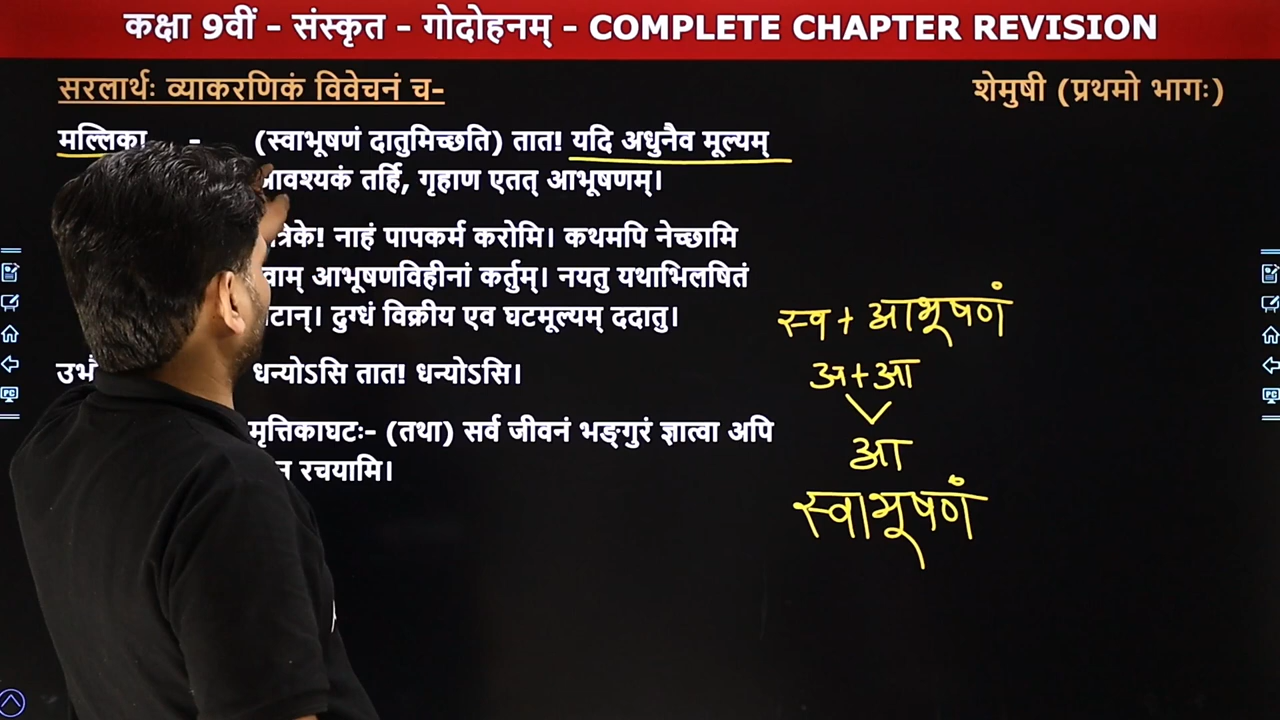 कक्षा 9वीं - संस्कृत - गोदोहनम् - COMPLETE CHAPTER REVISION
सरलार्थः व्याकरणिकं विवेचनं च-
शेमुषी (प्रथमो भागः)
मल्लिका - (स्वाभूषणं दातुमिच्छति) तात! यदि अधुनैव मूल्यम्
तर्हि, गृहाण एतत् आभूषणम्।
नाहं पापकर्म करोमि। कथमपि नेच्छामि
आभूषणविहीनां कर्तुम्। नयतु यथाभिलषितं
दुग्धं विक्रीय एव घटमूल्यम् ददातु।
धन्योऽसि तात! धन्योऽसि।
मृत्तिकाघटः- (तथा) सर्व जीवनं भङ्गुरं ज्ञात्वा अपि
रचयामि।
स्व + आभूषणं
अ + आ
आ
स्वाभूषणं
PC
PC